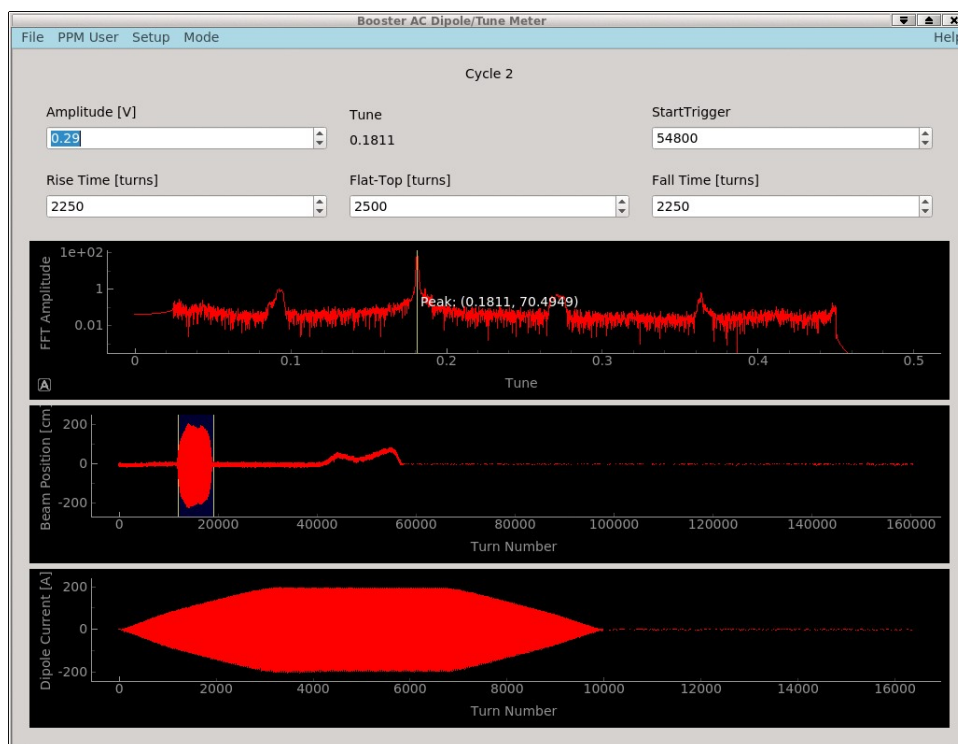 Booster AC Dipole/Tune Meter
File PPM User Setup Mode Help
Cycle 2
Amplitude [V] Tune StartTrigger
0.29 0.1811 54800
Rise Time [turns] Flat-Top [turns] Fall Time [turns]
2250 2500 2250
FFT Amplitude
1e+02
1
0.01
Peak: (0.1811, 70.4949)
0 0.1 0.2 0.3 0.4 0.5
Tune
A
Beam Position [cm]
200
0
-200
0 20000 40000 60000 80000 100000 120000 140000 160000
Turn Number
Dipole Current [A]
200
0
-200
0 2000 4000 6000 8000 10000 12000 14000 16000
Turn Number